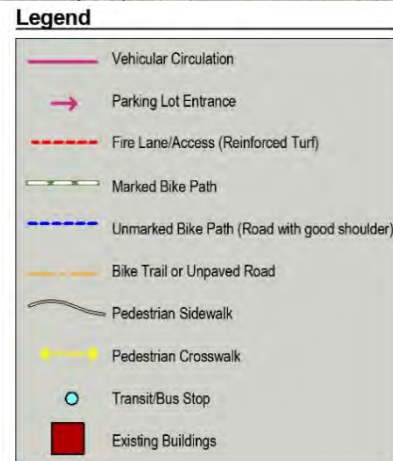 Legend
Vehicular Circulation
Parking Lot Entrance
Fire Lane/Access (Reinforced Turf)
Marked Bike Path
Unmarked Bike Path (Road with good shoulder)
Bike Trail or Unpaved Road
Pedestrian Sidewalk
Pedestrian Crosswalk
Transit/Bus Stop
Existing Buildings